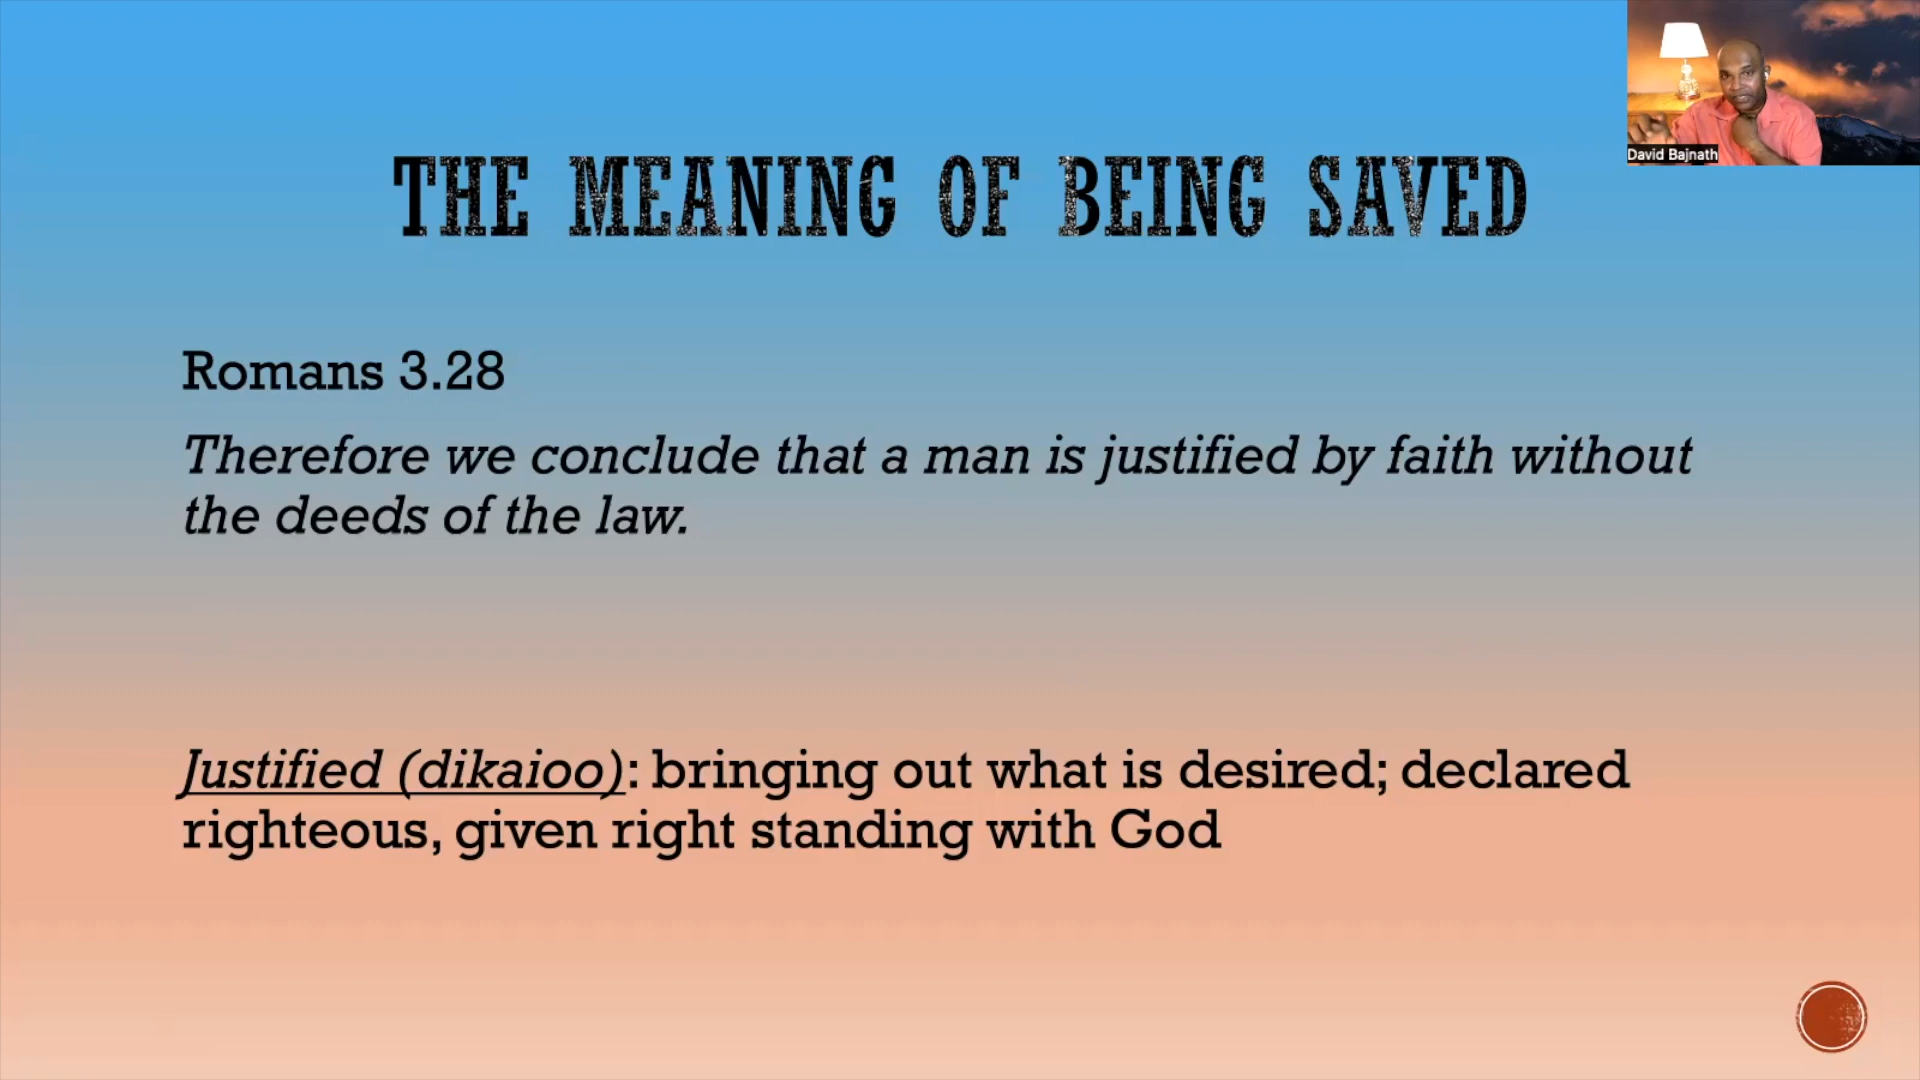 David Bajnath
THE MEANING OF BEING SAVED
Romans 3.28
Therefore we conclude that a man is justified by faith without
the deeds of the law.
Justified (dikaioo): bringing out what is desired; declared
righteous, given right standing with God